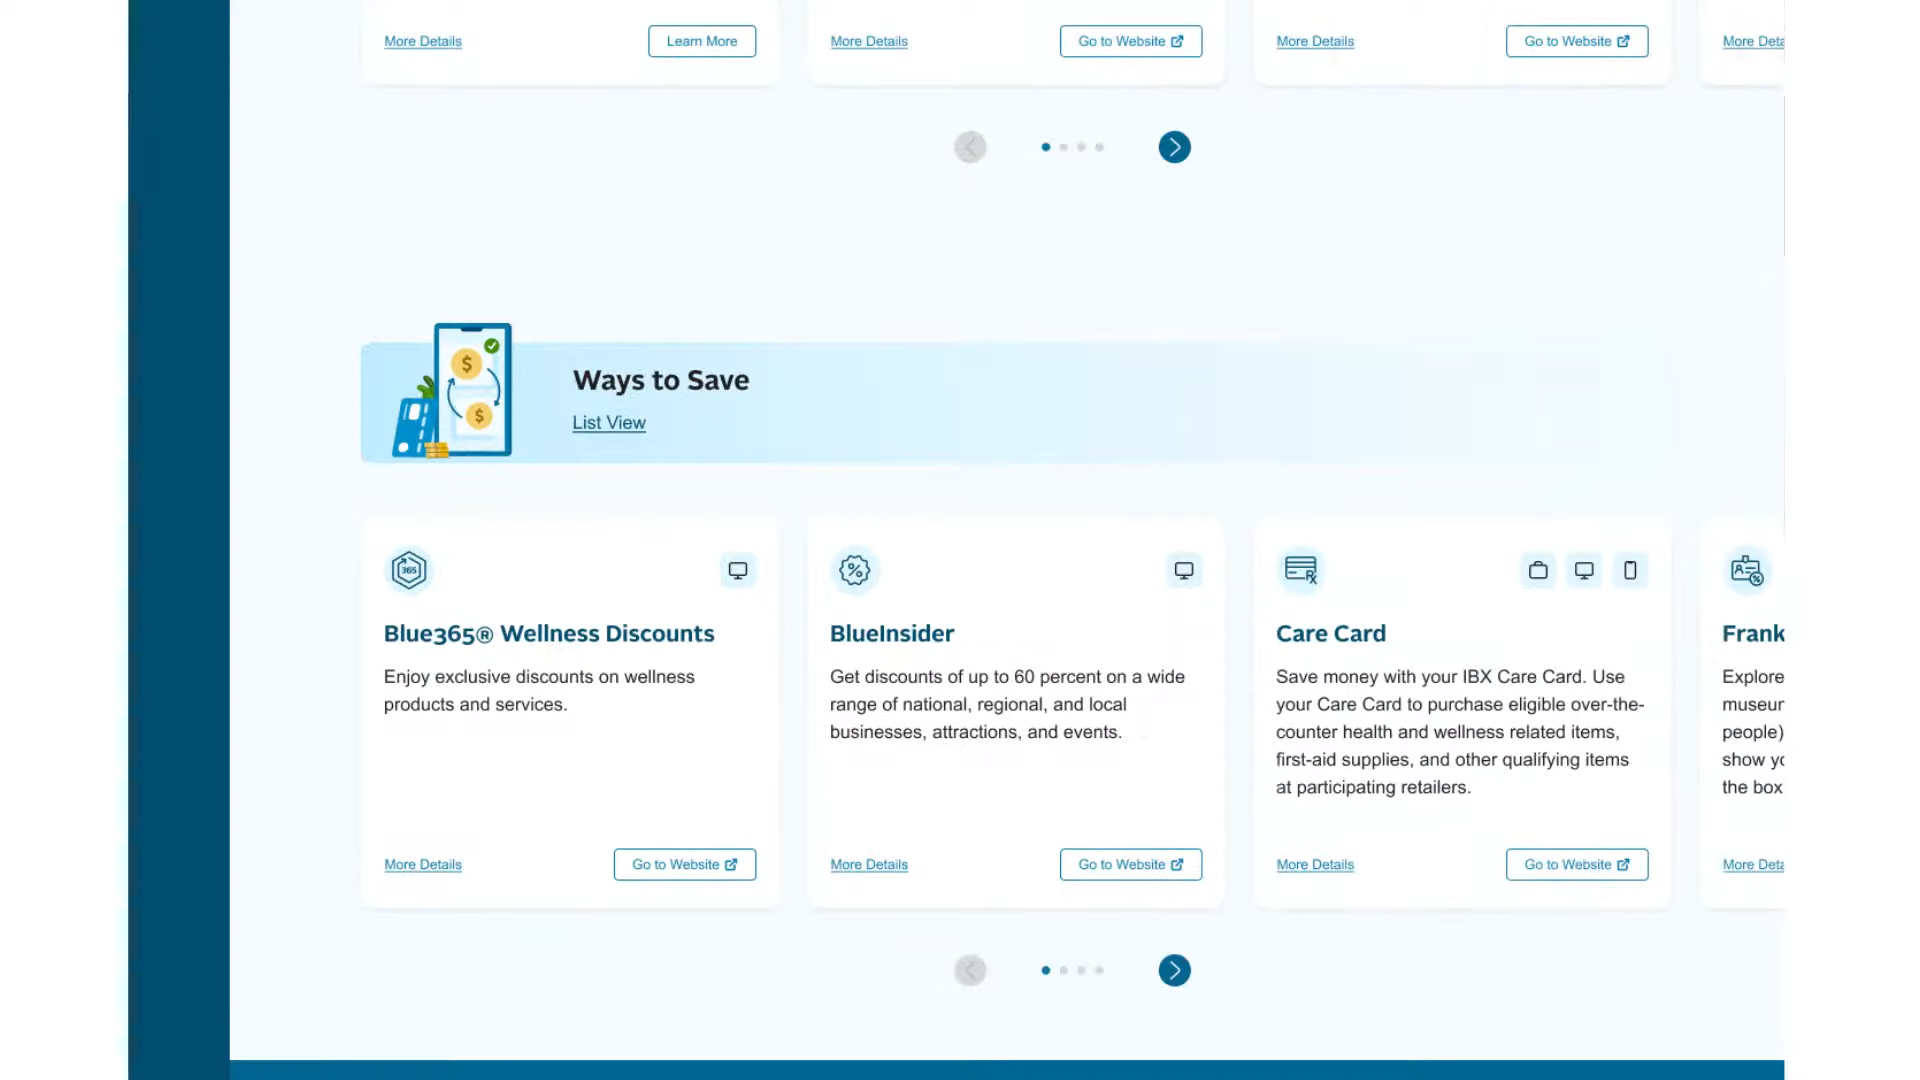 More Details Learn More More Details Go to Website More Details Go to Website More
Ways to Save
List View
365
Blue365® Wellness Discounts
Enjoy exclusive discounts on wellness
products and services.
More Details Go to Website
%
BlueInsider
Get discounts of up to 60 percent on a wide
range of national, regional, and local
businesses, attractions, and events.
More Details Go to Website
Care Card
Save money with your IBX Care Card. Use
your Care Card to purchase eligible over-the-
counter health and wellness related items,
first-aid supplies, and other qualifying items
at participating retailers.
More Details Go to Website
Frank
Explore
people)
show
the box
More